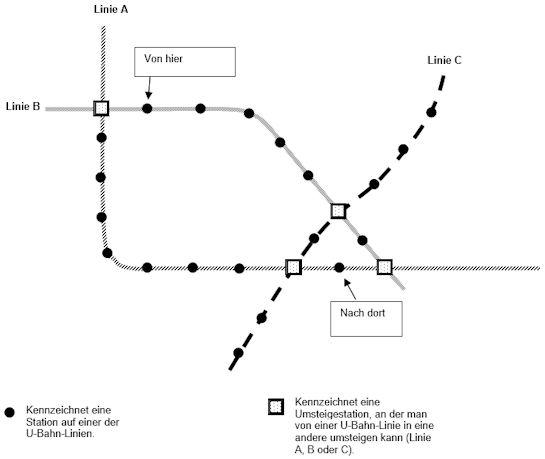 Linie A
Von hier
Linie C
Linie B
Nach dort
Kennzeichnet eine
Station auf einer der
U-Bahn-Linien.
Kennzeichnet eine
Umsteigestation, an der man
von einer U-Bahn-Linie in eine
andere umsteigen kann (Linie
A, B oder C).